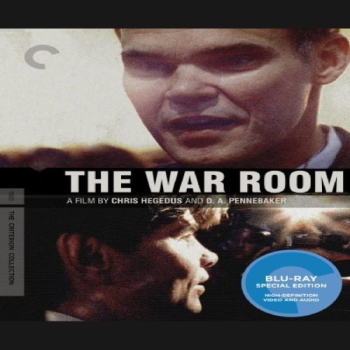 THE WAR ROOM
A FILM BY CHRIS HEGEDUS AND D. A. PENNEBAKER
THE CRITERION COLLECTION
BLU-RAY
SPECIAL EDITION
HIGH-DEFINITION
VIDEO AND AUDIO